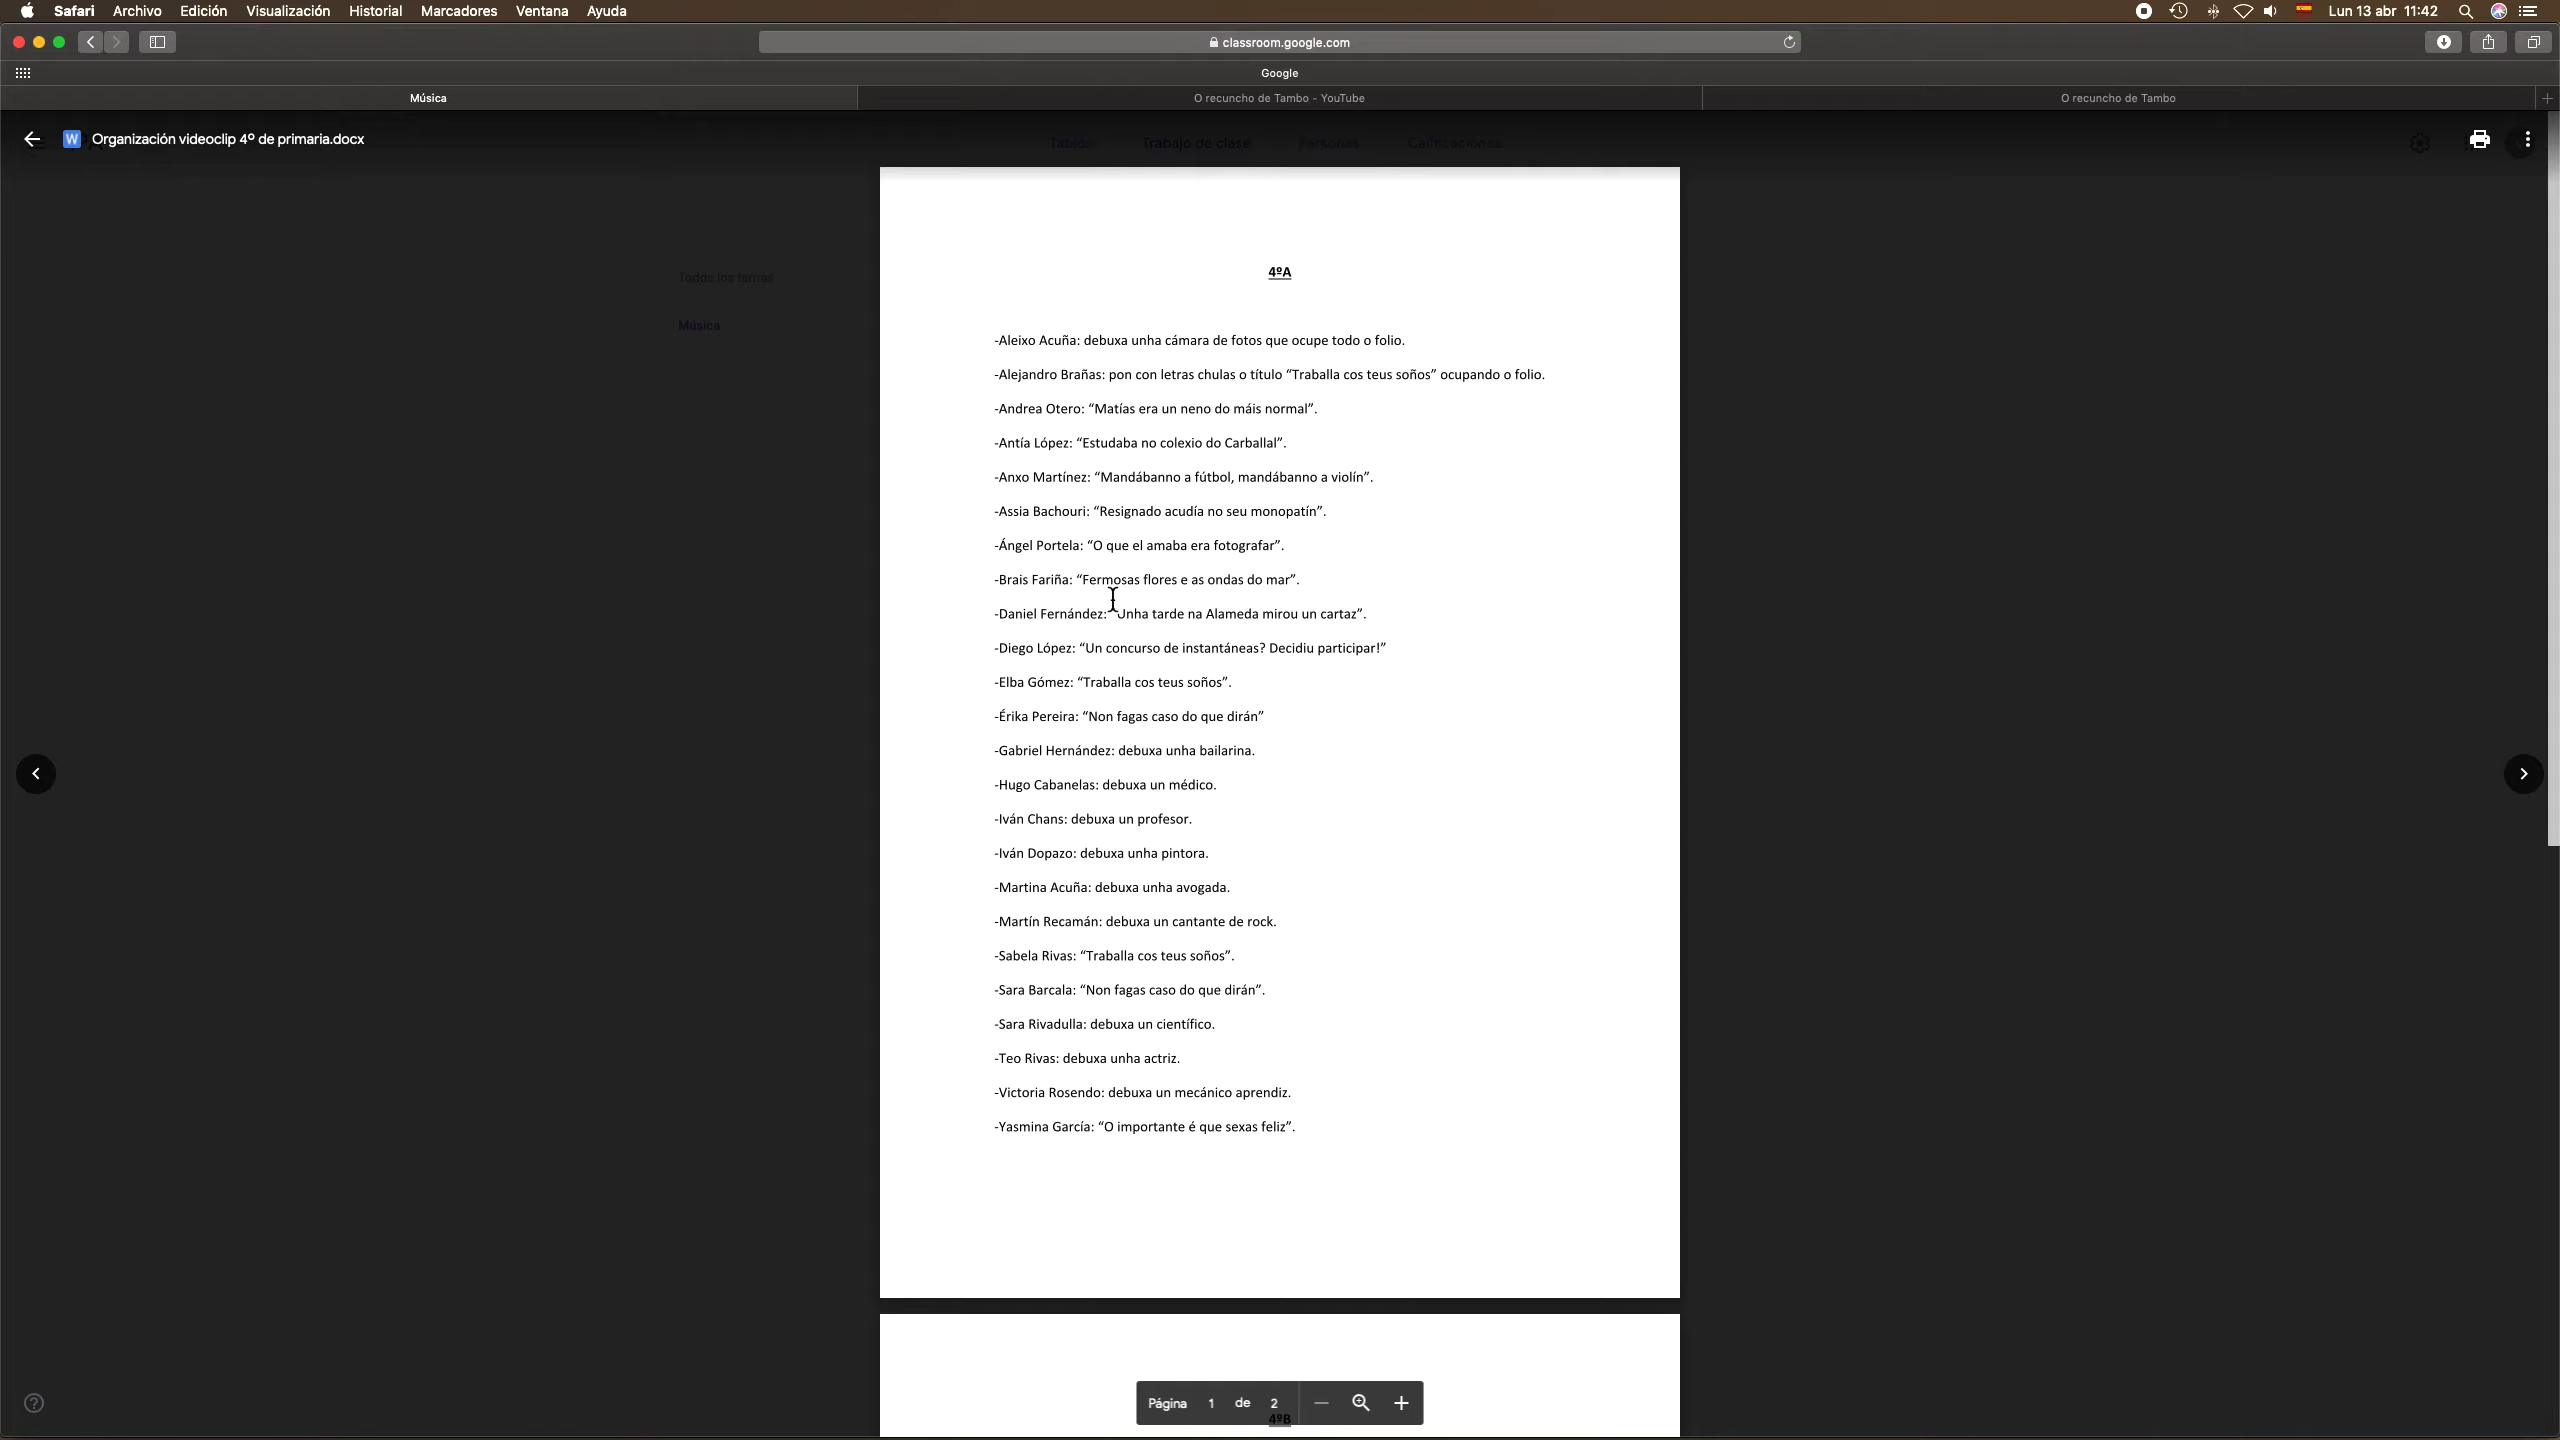 Safari Archivo Edición Visualización Historial Marcadores Ventana Ayuda Lun 13 abr 11:42
classroom.google.com
Google
Música O recuncho de Tambo - YouTube O recuncho de Tambo
W Organización videoclip 4º de primaria.docx Trabajo de clase Personas Calificaciones
Todos los temas
Música
4ºA
-Aleixo Acuña: debuxa unha cámara de fotos que ocupe todo o folio.
-Alejandro Brañas: pon con letras chulas o título “Traballa cos teus soños” ocupando o folio.
-Andrea Otero: “Matías era un neno do máis normal”.
-Antía López: “Estudaba no colexio do Carballal”.
-Anxo Martínez: “Mandábanno a fútbol, mandábanno a violín”.
-Assia Bachouri: “Resignado acudía no seu monopatín”.
-Ángel Portela: “O que el amaba era fotografar”.
-Brais Fariña: “Fermosas flores e as ondas do mar”.
-Daniel Fernández: “Unha tarde na Alameda mirou un cartaz”.
-Diego López: “Un concurso de instantáneas? Decidiu participar!”
-Elba Gómez: “Traballa cos teus soños”.
-Érika Pereira: “Non fagas caso do que dirán”
-Gabriel Hernández: debuxa unha bailarina.
-Hugo Cabanelas: debuxa un médico.
-Iván Chans: debuxa un profesor.
-Iván Dopazo: debuxa unha pintora.
-Martina Acuña: debuxa unha avogada.
-Martín Recamán: debuxa un cantante de rock.
-Sabela Rivas: “Traballa cos teus soños”.
-Sara Barcala: “Non fagas caso do que dirán”.
-Sara Rivadulla: debuxa un científico.
-Teo Rivas: debuxa unha actriz.
-Victoria Rosendo: debuxa un mecánico aprendiz.
-Yasmina García: “O importante é que sexas feliz”.
Página 1 de 2
4ºB